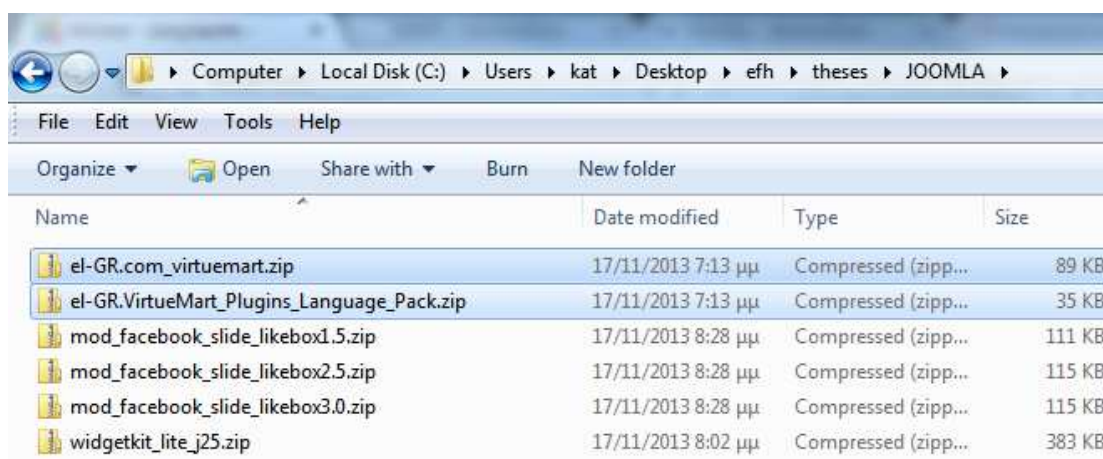 Computer Local Disk (C:) Users kat Desktop efh theses JOOMLA
File Edit View Tools Help
Organize Open Share with Burn New folder
Name Date modified Type Size
el-GR.com_virtuemart.zip 17/11/2013 7:13 μμ Compressed (zipp... 89 KB
el-GR.VirtueMart_Plugins_Language_Pack.zip 17/11/2013 7:13 μμ Compressed (zipp... 35 KB
mod_facebook_slide_likebox1.5.zip 17/11/2013 8:28 μμ Compressed (zipp... 111 KB
mod_facebook_slide_likebox2.5.zip 17/11/2013 8:28 μμ Compressed (zipp... 115 KB
mod_facebook_slide_likebox3.0.zip 17/11/2013 8:28 μμ Compressed (zipp... 115 KB
widgetkit_lite_j25.zip 17/11/2013 8:02 μμ Compressed (zipp... 383 KB